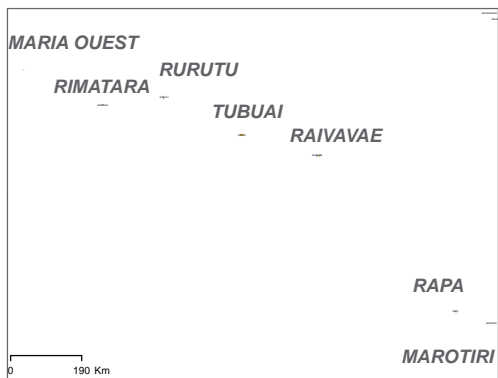 MARIA OUEST
RURUTU
RIMATARA
TUBUAI
RAIVAVAE
RAPA
MAROTIRI
0 190 Km